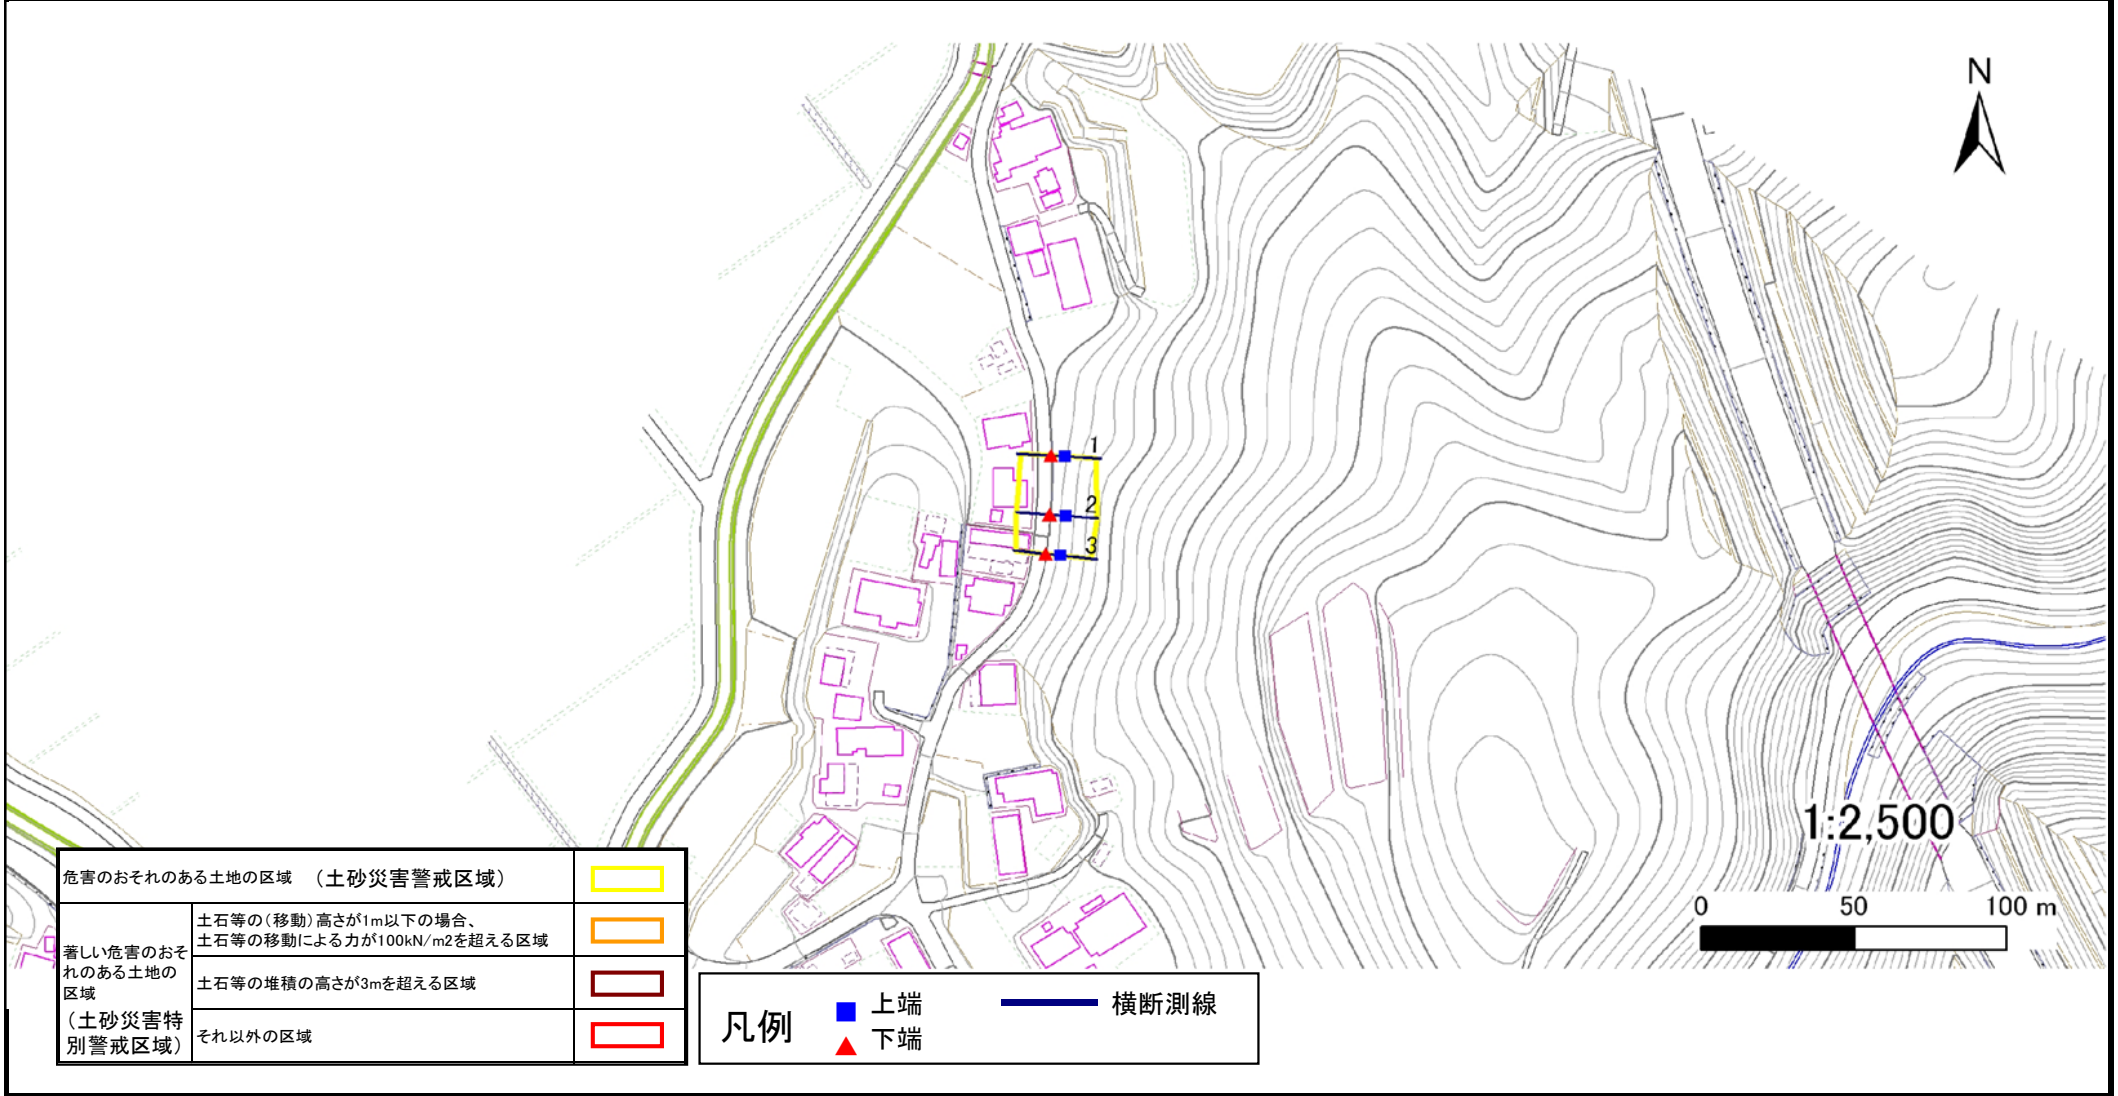 N
1
2
3
1:2,500
0 50 100 m
危害のおそれのある土地の区域 （土砂災害警戒区域）
著しい危害のおそ
れのある土地の
区域
（土砂災害特
別警戒区域）
土石等の（移動）高さが1m以下の場合、
土石等の移動による力が100kN/m2を超える区域
土石等の堆積の高さが3mを超える区域
それ以外の区域
凡例
上端
下端
横断測線